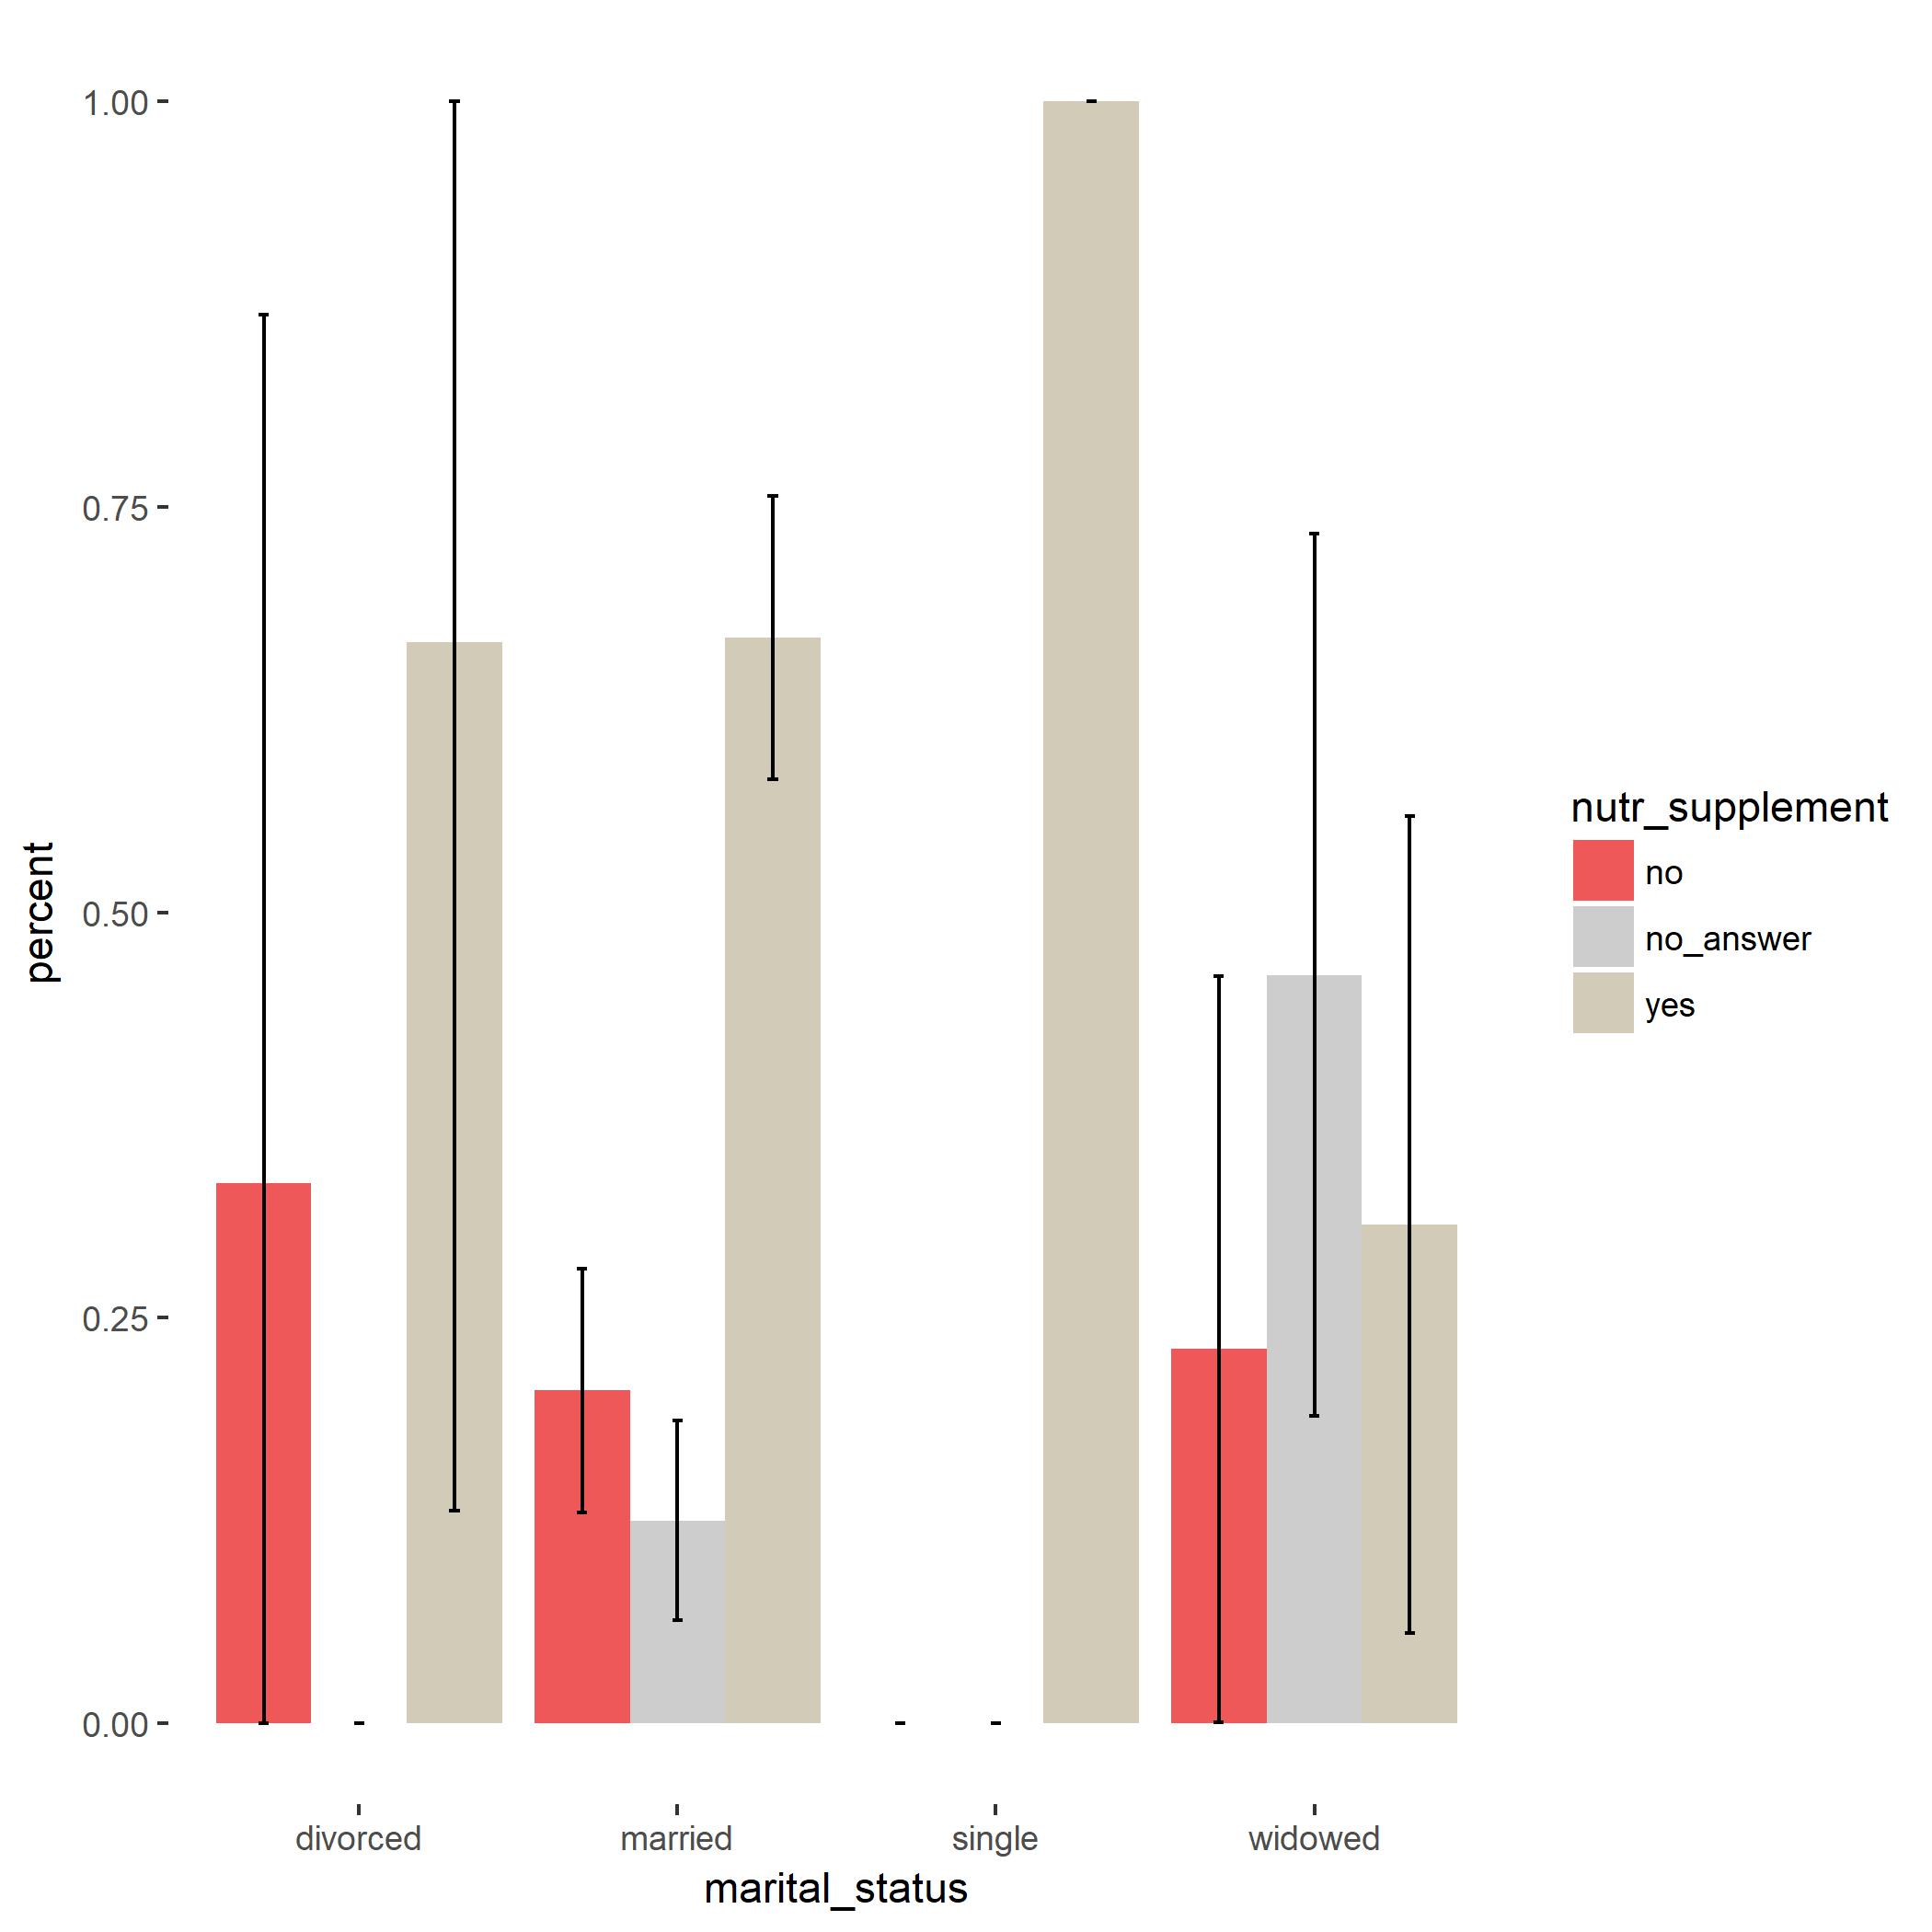 1.00
0.75
0.50
0.25
0.00
percent
divorced married single widowed
marital_status
nutr_supplement
no
no_answer
yes